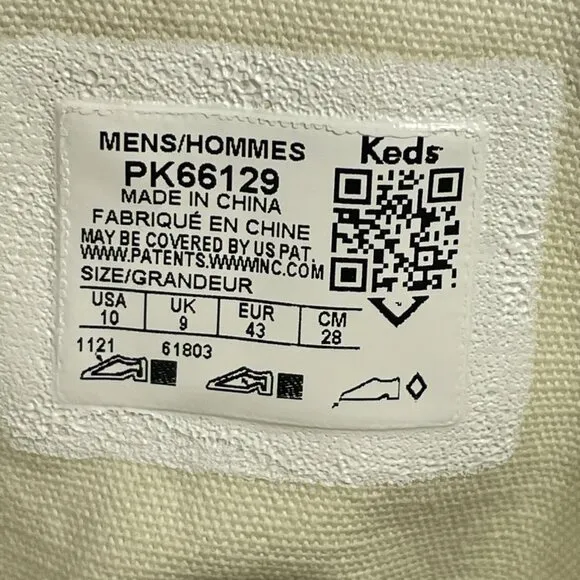 MENS/HOMMES
Keds
PK66129
MADE IN CHINA
FABRIQUÉ EN CHINE
MAY BE COVERED BY US PAT.
WWW.PATENTS.WWWINC.COM
SIZE/GRANDEUR
USA UK EUR CM
10 9 43 28
1121 61803